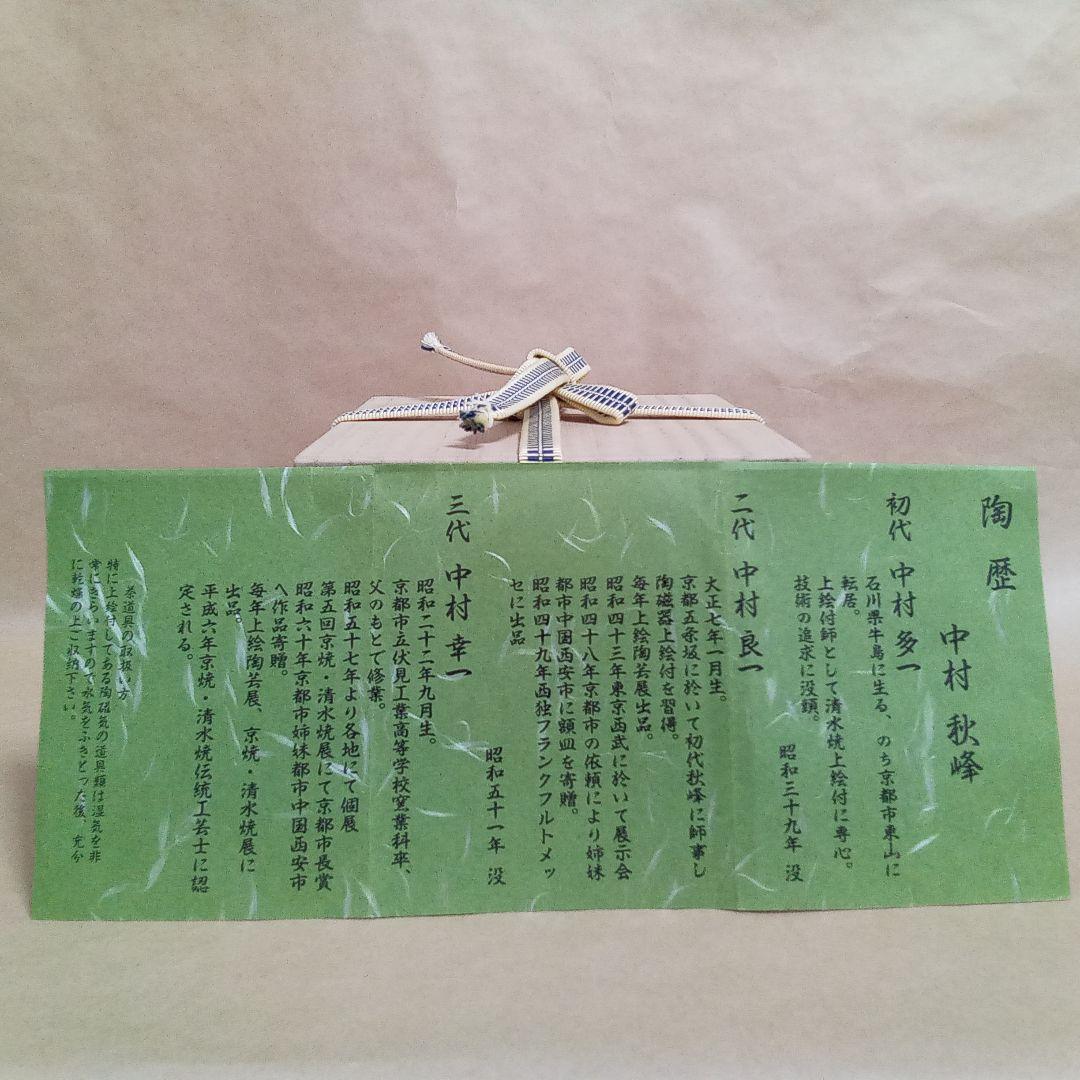 陶歴
中村 秋峰
初代 中村 多一
石川県牛島に生る、のち京都市東山に
転居。
上絵付師として清水焼上絵付に専心。
技術の追求に没頭。
昭和三十九年 没
二代 中村 良一
大正七年一月生。
京都五条坂に於いて初代秋峰に師事し
陶磁器上絵付を習得。
毎年上絵陶芸展出品。
昭和四十三年東京西武に於いて展示会
昭和四十八年京都市の依頼により姉妹
都市中国西安市に額皿を寄贈。
昭和四十九年西独フランクフルトメッ
セに出品
昭和五十一年 没
三代 中村 幸一
昭和二十二年九月生。
京都市立伏見工業高等学校窯業科卒、
父のもとで修業。
昭和五十七年より各地にて個展
第五回京焼・清水焼展にて京都市長賞
昭和六十年京都市姉妹都市中国西安市
へ作品寄贈。
毎年上絵陶芸展、京焼・清水焼展に
出品。
平成六年京焼・清水焼伝統工芸士に認
定される。
茶道具の取扱い方
特に上絵付してある陶磁気の道具類は湿気を非
常にきらいますので水気をふきとった後、充分
に乾燥の上ご収納下さい。